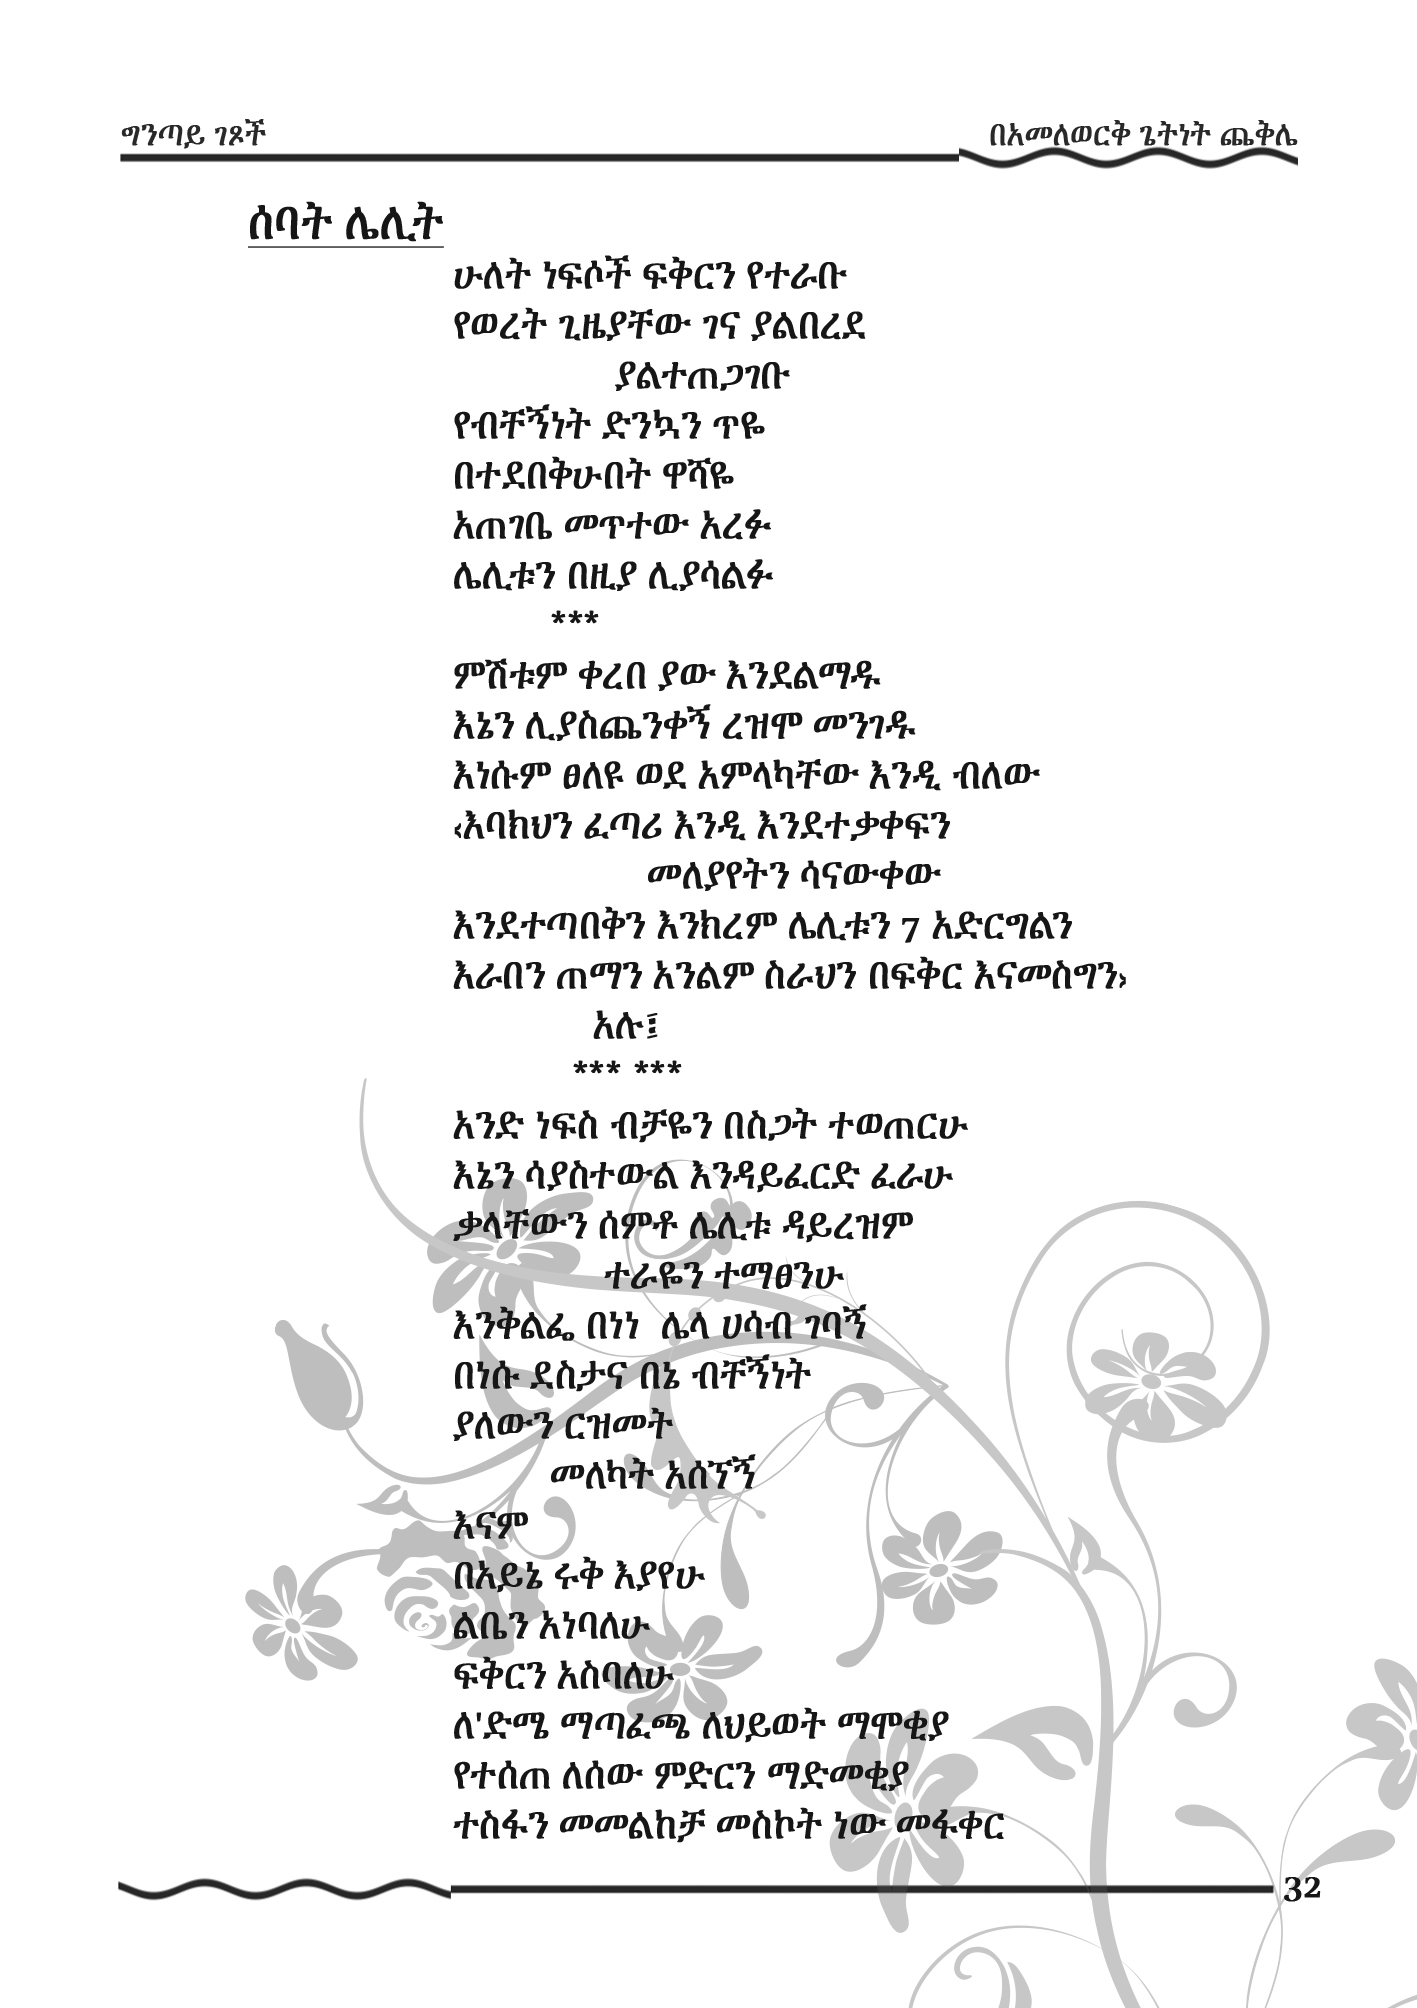 ግንጣይ ገጾች
በአመለወርቅ ጌትነት ጨቅሌ
ሰባት ሌሊት
ሁለት ነፍሶች ፍቅርን የተራቡ
የወረት ጊዜያቸው ገና ያልበረደ
ያልተጠጋገቡ
የብቸኝነት ድንኳን ጥዬ
በተደበቅሁበት ዋሻዬ
አጠገቤ መጥተው አረፉ
ሌሊቱን በዚያ ሊያሳልፉ
***
ምሽቱም ቀረበ ያው እንደልማዱ
እኔን ሊያስጨንቀኝ ረዝሞ መንገዱ
እነሱም ፀለዩ ወደ አምላካቸው እንዲ ብለው
‹እባክህን ፈጣሪ እንዲ እንደተቃቀፍን
መለያየትን ሳናውቀው
እንደተጣበቅን እንክረም ሌሊቱን 7 አድርግልን
እራበን ጠማን አንልም ስራህን በፍቅር እናመስግን›
አሉ፤
*** ***
አንድ ነፍስ ብቻዬን በስጋት ተወጠርሁ
እኔን ሳያስተውል እንዳይፈርድ ፈራሁ
ቃላቸውን ሰምቶ ሌሊቱ ዳይረዝም
ተራዬን ተማፀንሁ
እንቅልፌ በነነ ሌላ ሀሳብ ገባኝ
በነሱ ደስታና በኔ ብቸኝነት
ያለውን ርዝመት
መለካት አሰፕኝ
እናም
በአይኔ ሩቅ እያየሁ
ልቤን አነባለሁ
ፍቅርን አስባለሁ
ለ'ድሜ ማጣፈጫ ለህይወት ማሞቂያ
የተሰጠ ለሰው ምድርን ማድመቂያ
ተስፋን መመልከቻ መስኮት ነው መፋቀር
32